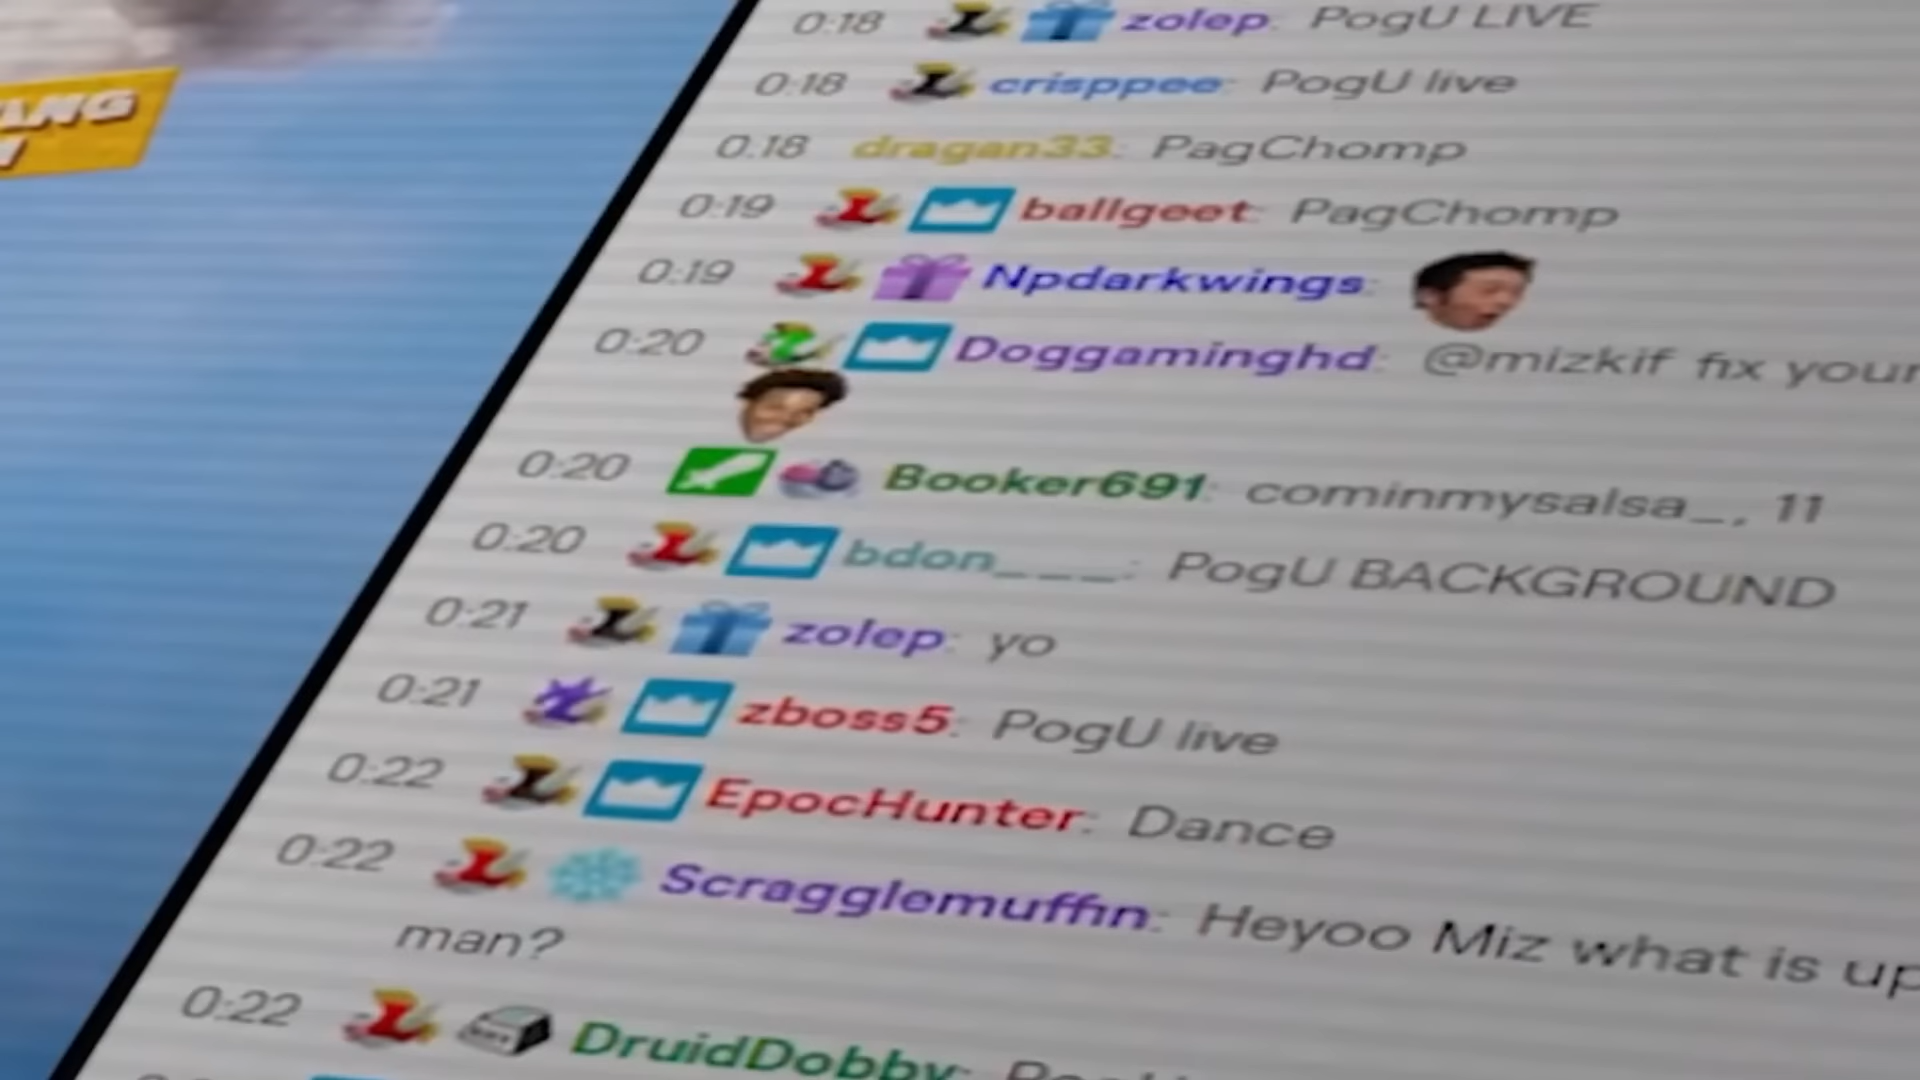 0:18 zolep: PogU LIVE
0:18 crisppee: PogU live
0:18 dragan33: PagChomp
0:19 ballgeet: PagChomp
0:19 Npdarkwings:
0:20 Doggaminghd: @mizkif fix your
0:20 Booker691: cominmysalsa_, 11
0:20 bdon___: PogU BACKGROUND
0:21 zolep: yo
0:21 zboss5: PogU live
0:22 EpocHunter: Dance
0:22 Scragglemuffin: Heyoo Miz what is up
man?
0:22 DruidDobby: